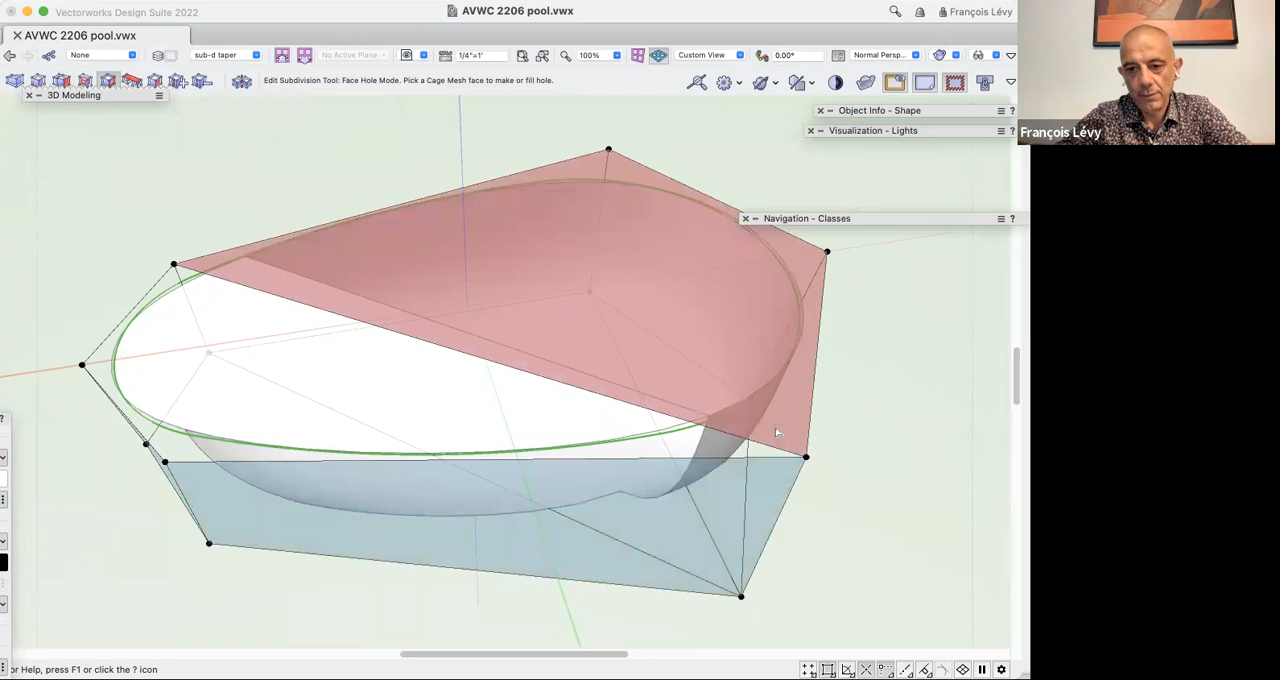 Vectorworks Design Suite 2022
AVWC 2206 pool.vwx
François Lévy
AVWC 2206 pool.vwx
None
sub-d taper
No Active Plane
1/4"=1'
100%
Custom View
0.00°
Normal Persp...
Edit Subdivision Tool: Face Hole Mode. Pick a Cage Mesh face to make or fill hole.
3D Modeling
Object Info - Shape
?
Visualization - Lights
?
François Lévy
Navigation - Classes
?
?
or Help, press F1 or click the ? icon